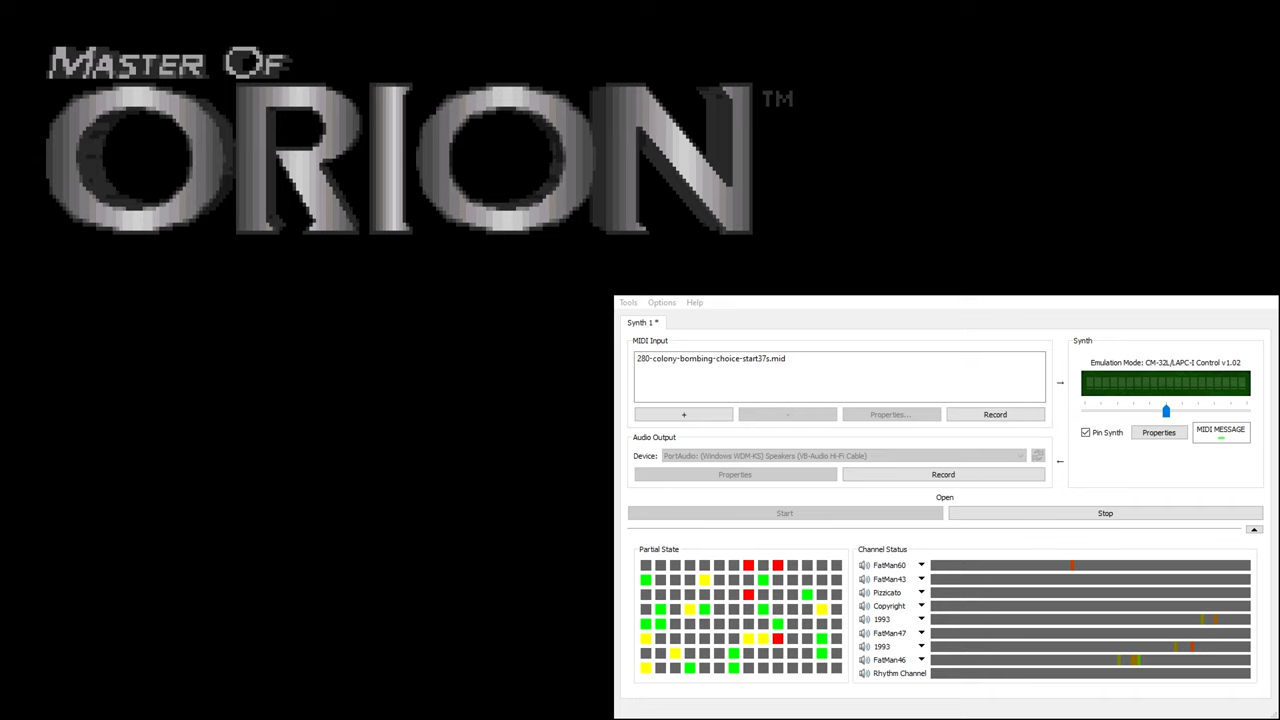 MASTER OF
ORION™
Tools Options Help
Synth 1 *
MIDI Input
280-colony-bombing-choice-start37s.mid
+ - Properties... Record
Audio Output
Device: PortAudio: (Windows WDM-KS) Speakers (VB-Audio Hi-Fi Cable)
Properties Record
Synth
Emulation Mode: CM-32L/LAPC-I Control v1.02
Pin Synth Properties MIDI MESSAGE
Open
Start Stop
Partial State
Channel Status
FatMan60
FatMan43
Pizzicato
Copyright
1993
FatMan47
1993
FatMan46
Rhythm Channel